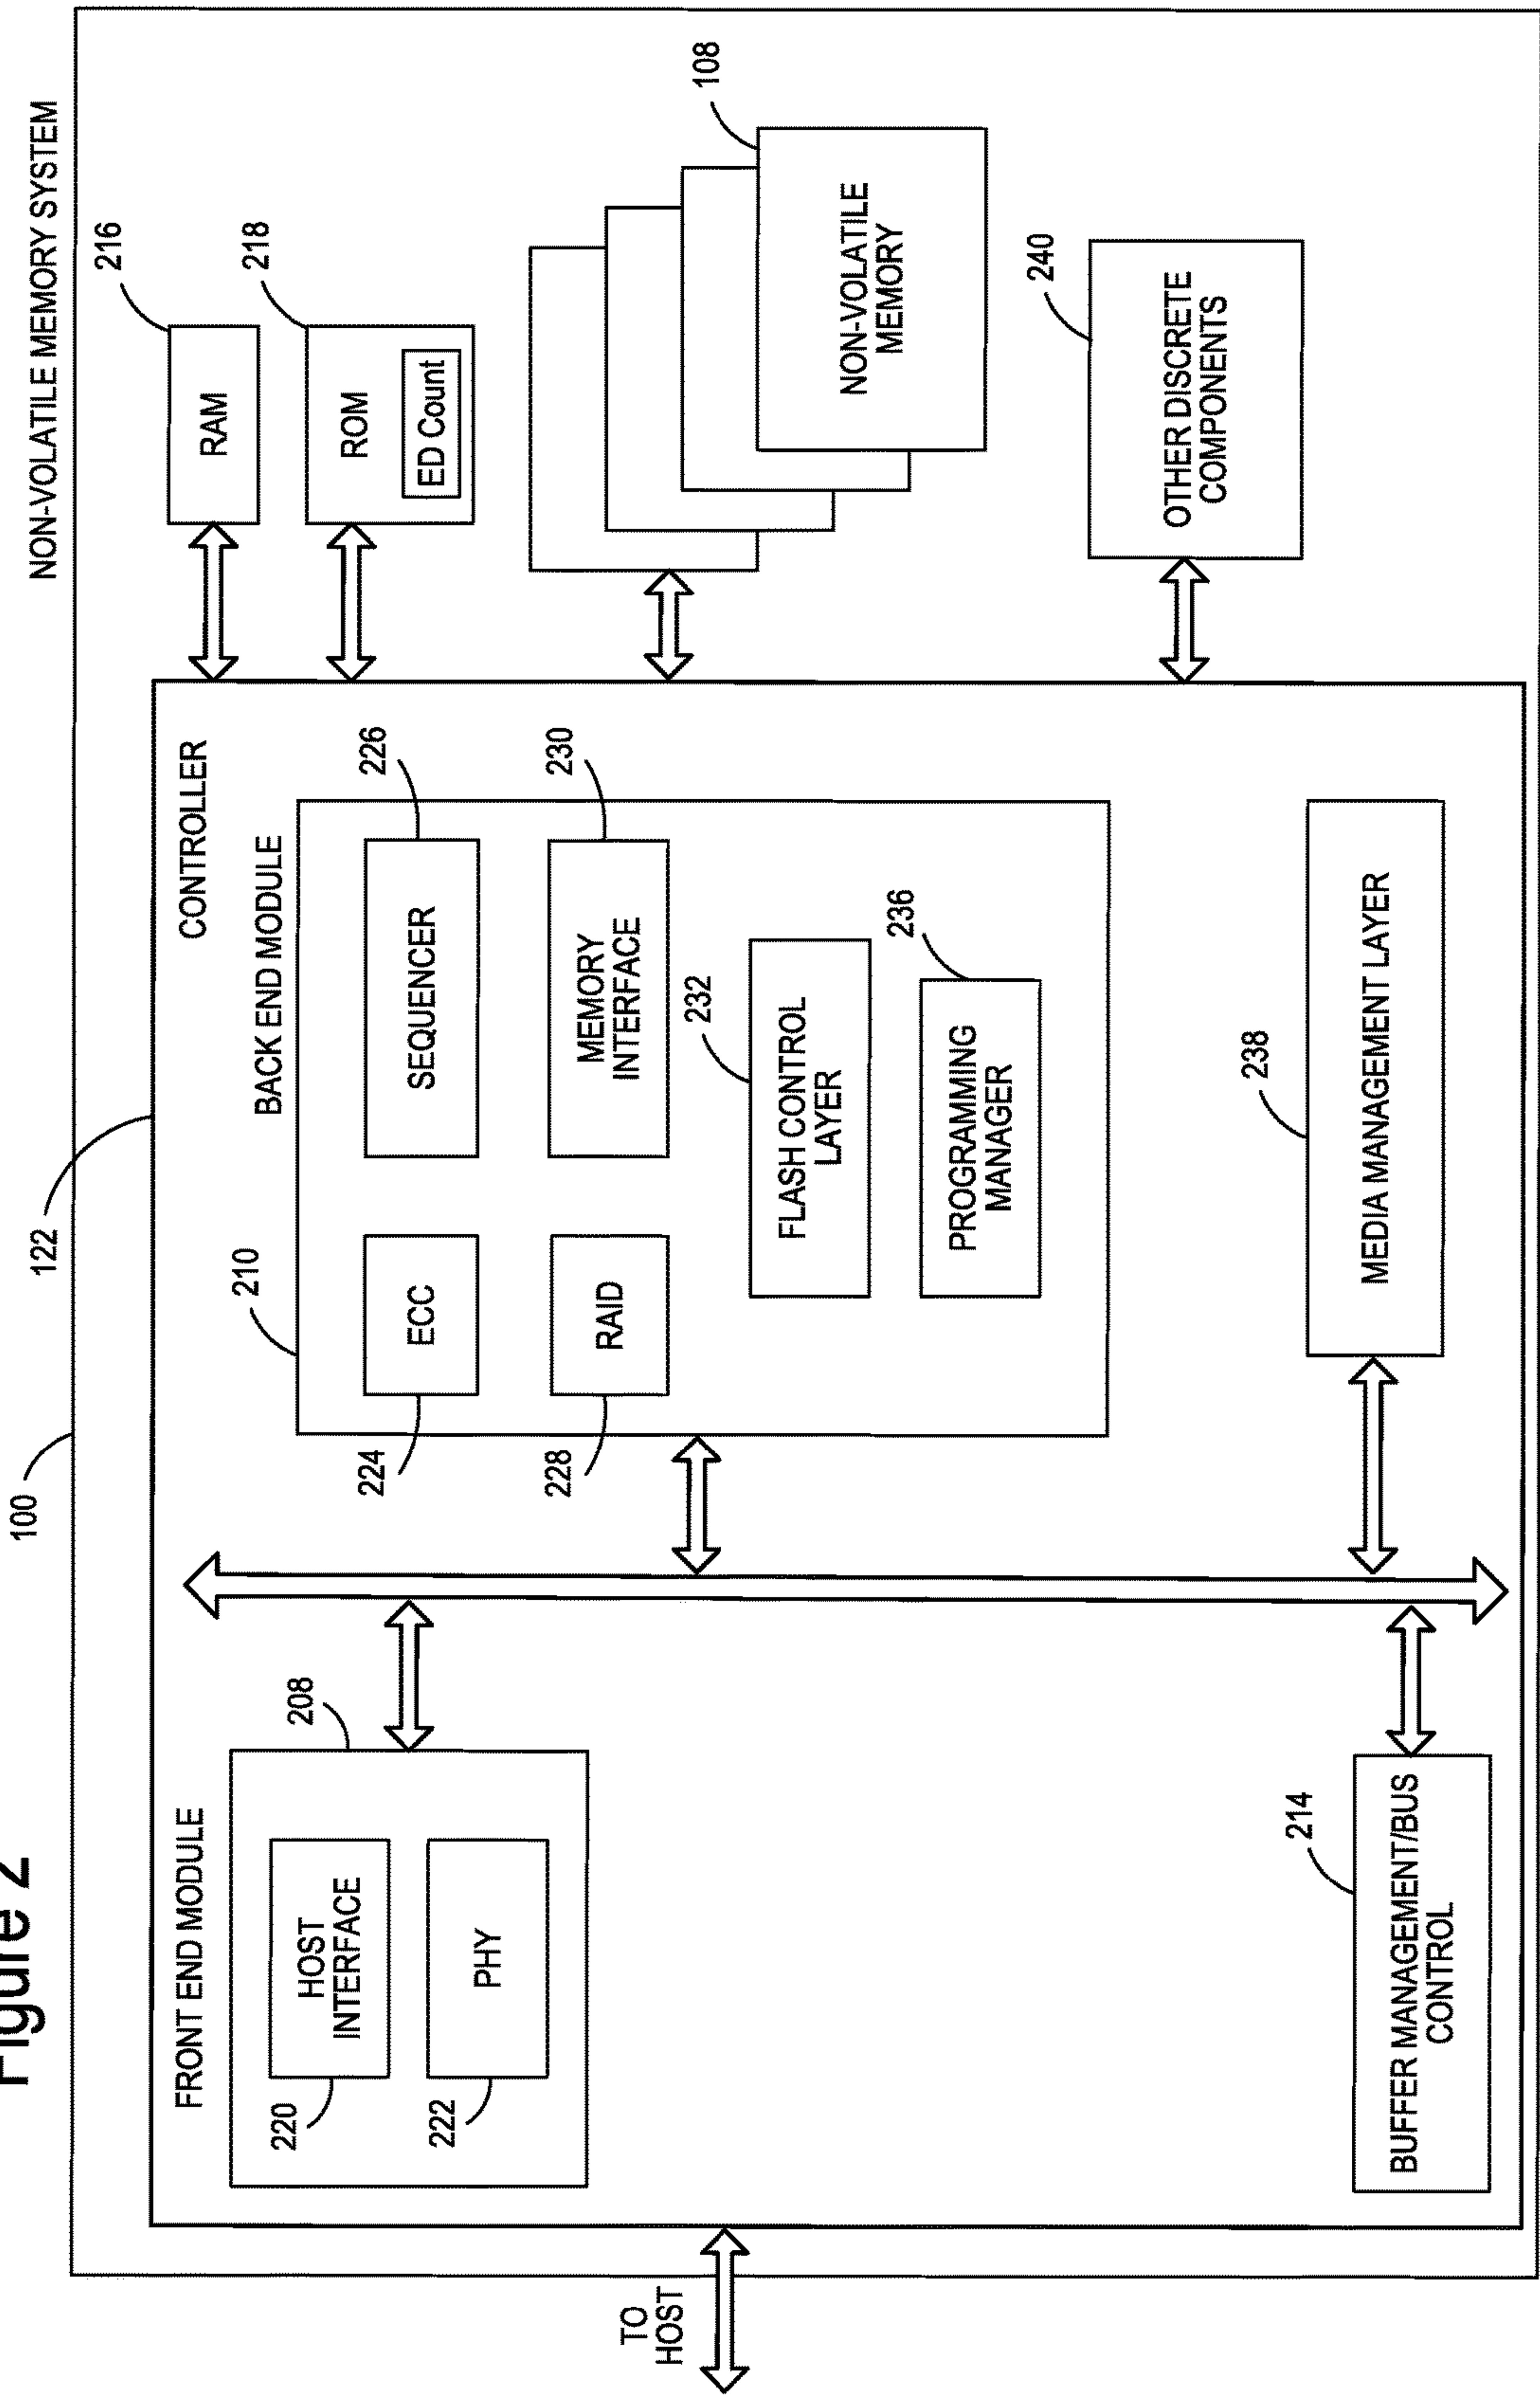 Figure 2
100
122
NON-VOLATILE MEMORY SYSTEM
CONTROLLER
FRONT END MODULE
208
HOST
INTERFACE
220
PHY
222
TO
HOST
210
BACK END MODULE
ECC
224
SEQUENCER
226
RAID
228
MEMORY
INTERFACE
230
232
FLASH CONTROL
LAYER
PROGRAMMING
MANAGER
236
214
BUFFER MANAGEMENT/BUS
CONTROL
238
MEDIA MANAGEMENT LAYER
RAM
216
ROM
218
ED Count
NON-VOLATILE
MEMORY
108
240
OTHER DISCRETE
COMPONENTS